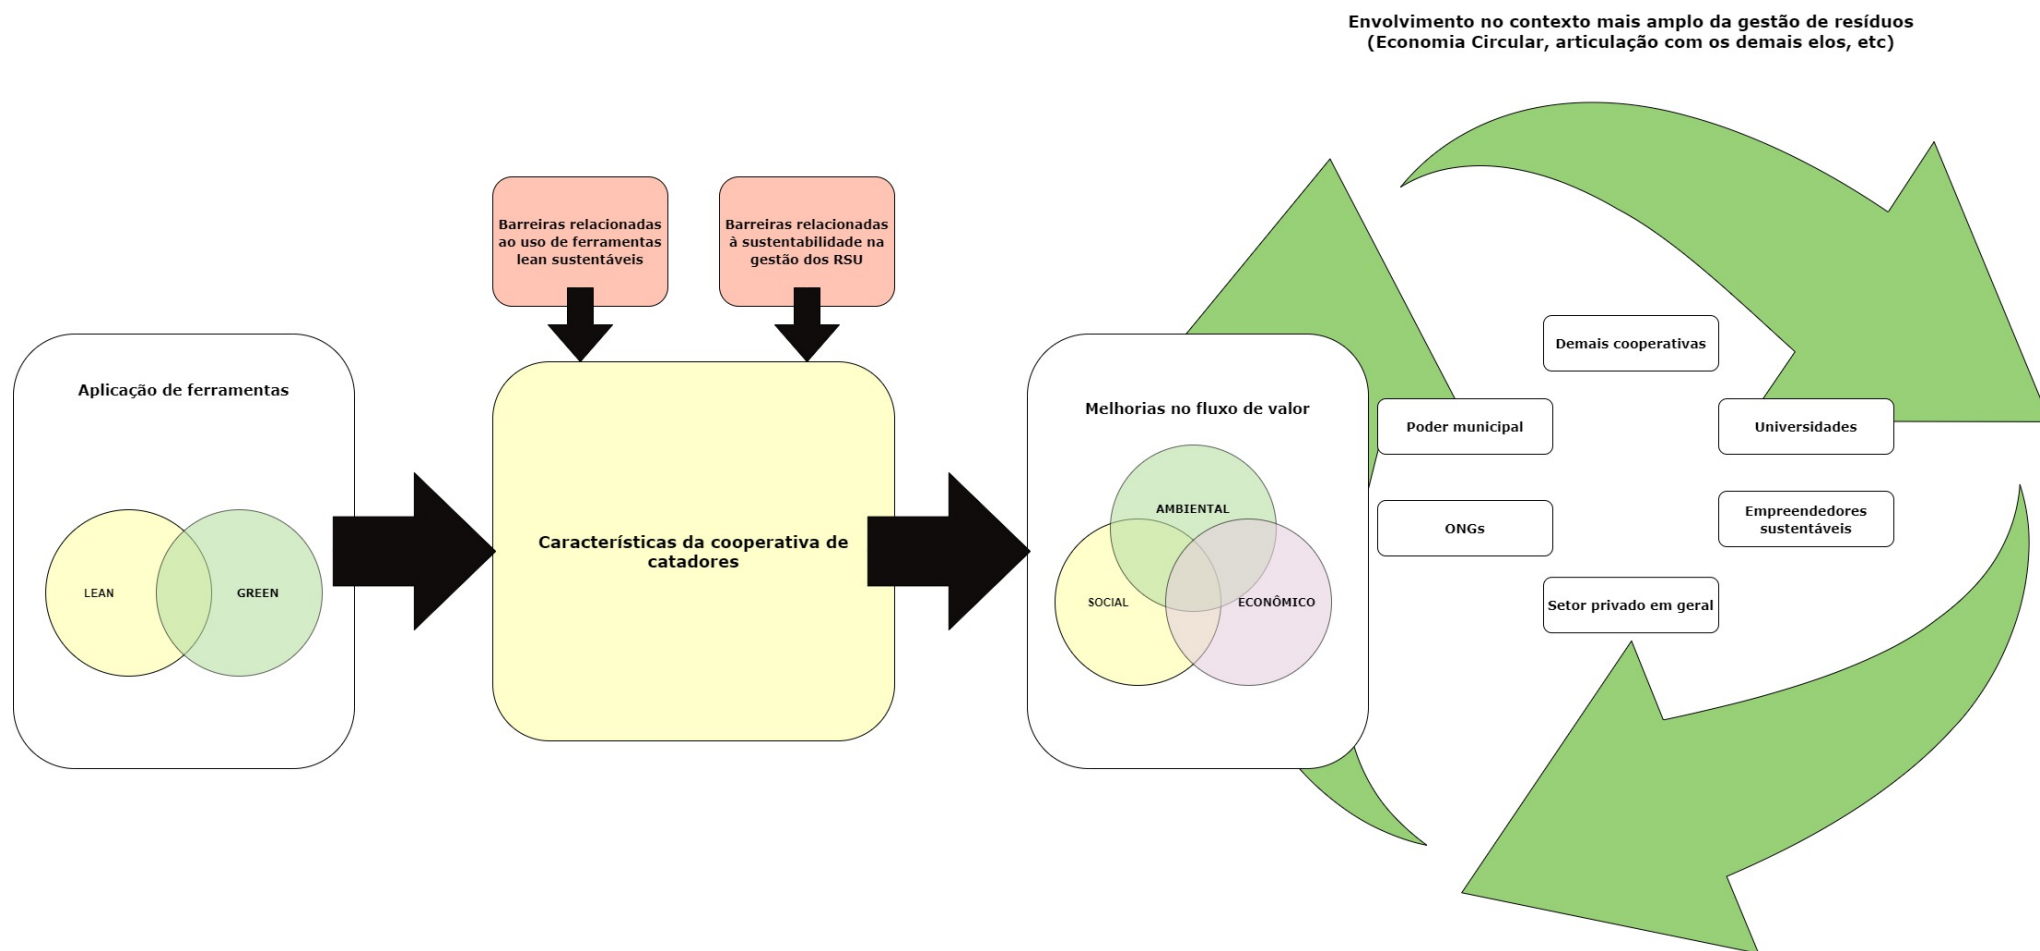 Envolvimento no contexto mais amplo da gestão de resíduos
(Economia Circular, articulação com os demais elos, etc)
Barreiras relacionadas
ao uso de ferramentas
lean sustentáveis
Barreiras relacionadas
à sustentabilidade na
gestão dos RSU
Aplicação de ferramentas
LEAN
GREEN
Características da cooperativa de
catadores
Melhorias no fluxo de valor
AMBIENTAL
SOCIAL
ECONÔMICO
Demais cooperativas
Poder municipal
Universidades
ONGs
Empreendedores
sustentáveis
Setor privado em geral